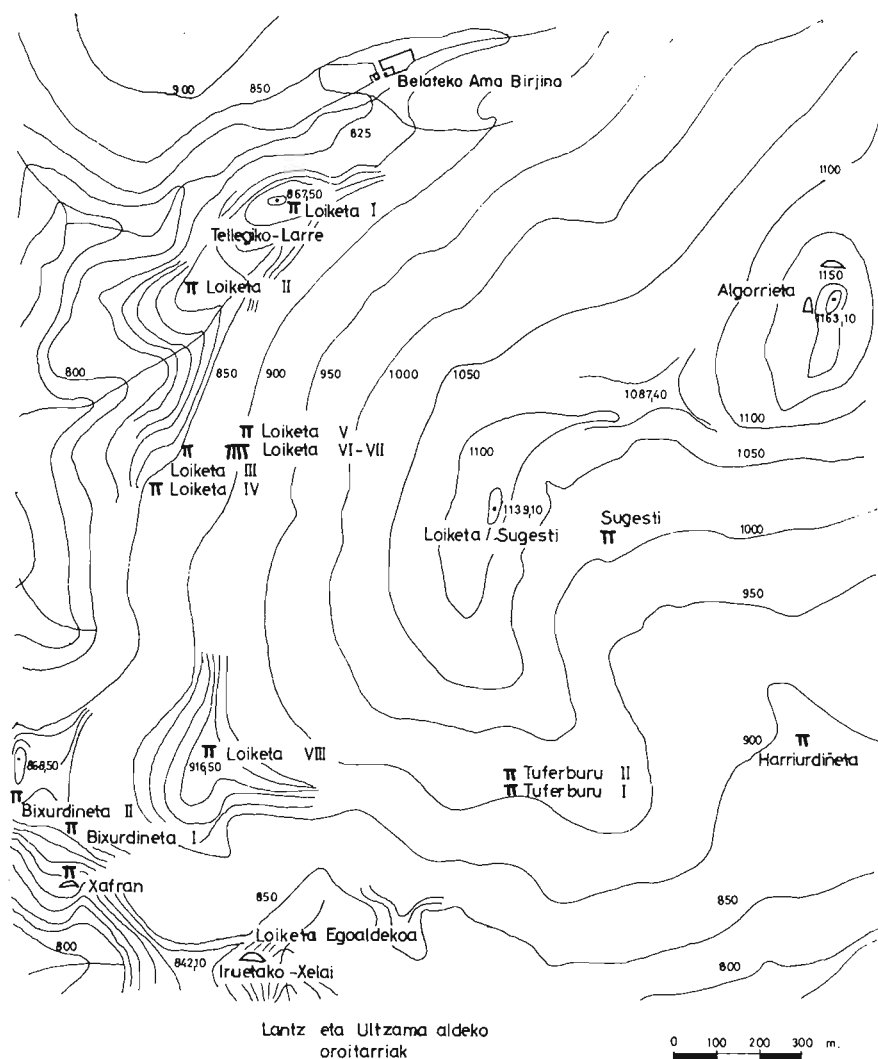 Belateko Ama Birjina
900
850
825
1100
867,50
Loiketa I
Tellegiko-Larre
Loiketa II
1150
Algorrieta
1163,10
800
850
900
950
1000
1050
1087,40
1100
1050
Loiketa V
Loiketa VI-VII
Loiketa III
Loiketa IV
1100
1139,10
Loiketa / Sugesti
Sugesti
1000
950
Loiketa VIII
916,50
868,50
900
Harriurdiñeta
Tuferburu II
Tuferburu I
Bixurdineta II
Bixurdineta I
Xafran
850
850
Loiketa Egoaldekoa
800
842,10
Iruetako-Xelai
800
Lantz eta Ultzama aldeko
oroitarriak
0 100 200 300 m.